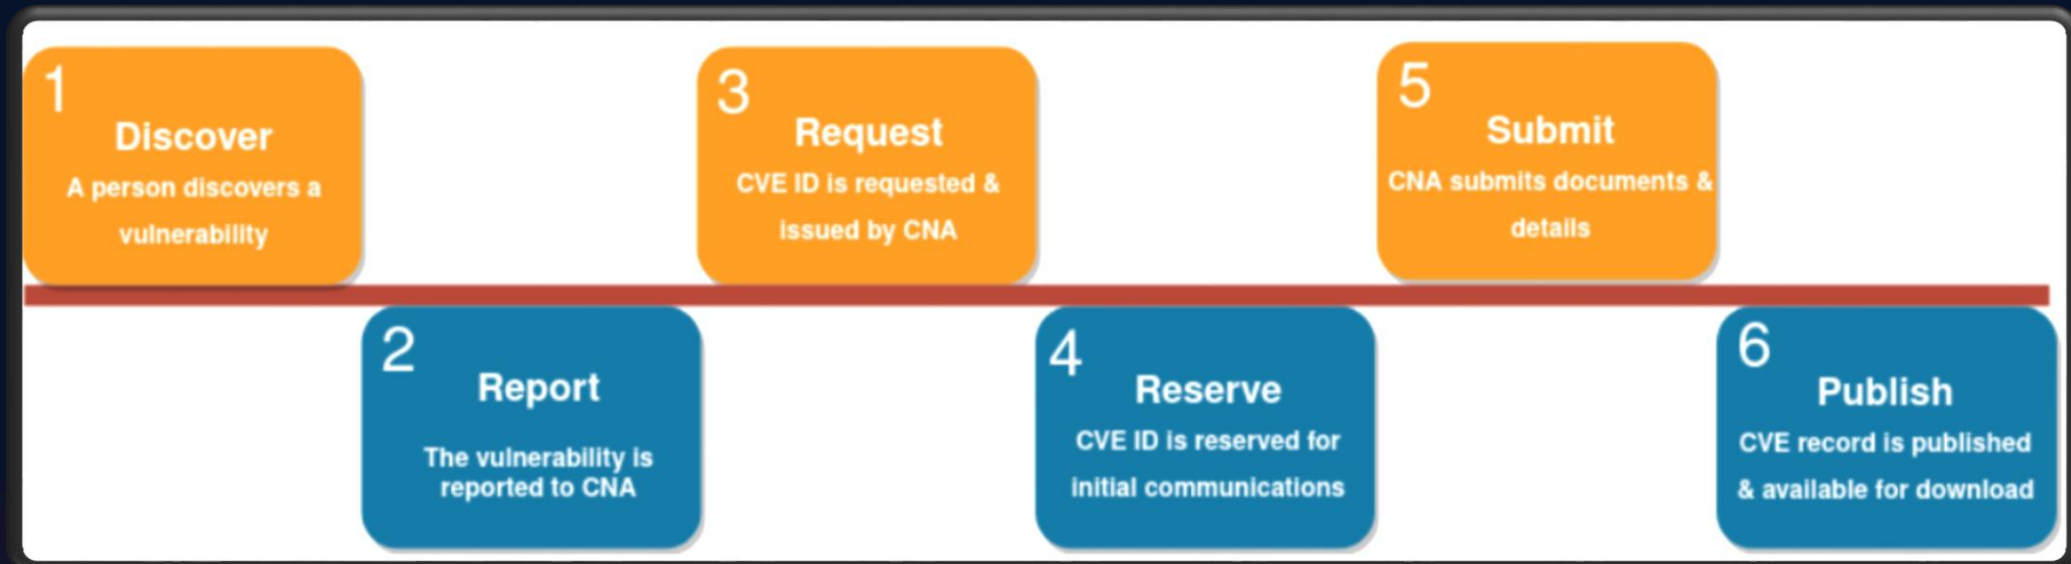 1
Discover
A person discovers a
vulnerability
2
Report
The vulnerability is
reported to CNA
3
Request
CVE ID is requested &
issued by CNA
4
Reserve
CVE ID is reserved for
initial communications
5
Submit
CNA submits documents &
details
6
Publish
CVE record is published
& available for download